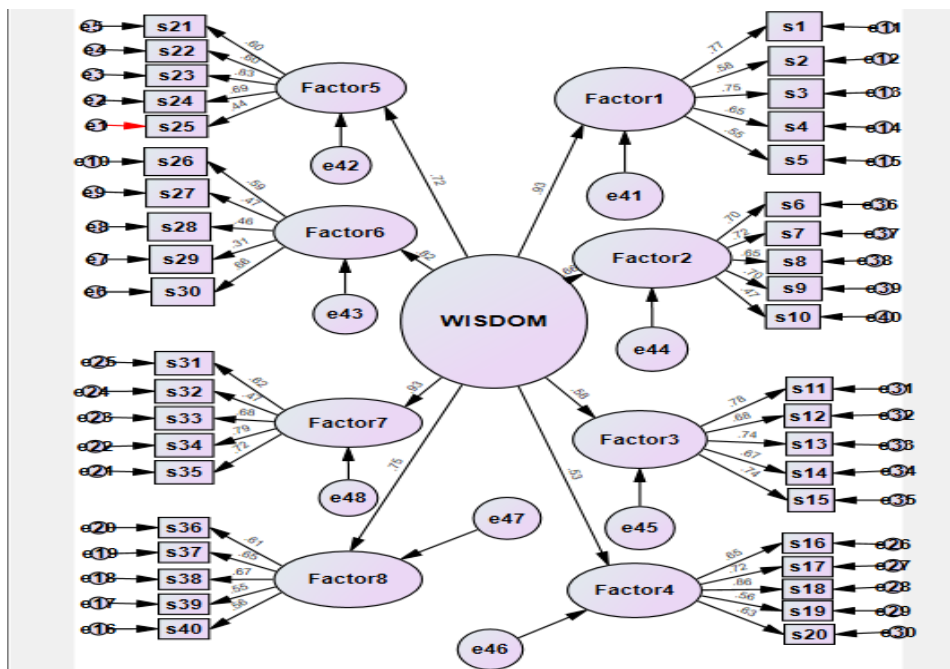 e5 s21
e4 s22
e3 s23
e2 s24
e1 s25
.60
.60
.83
.69
.44
Factor5
e42
.72
e10 s26
e9 s27
e8 s28
e7 s29
e6 s30
.59
.47
.46
.31
.66
Factor6
e43
.62
e25 s31
e24 s32
e23 s33
e22 s34
e21 s35
.62
.47
.68
.79
.72
Factor7
e48
.93
e20 s36
e19 s37
e18 s38
e17 s39
e16 s40
.61
.65
.67
.55
Factor8
e47
.75
WISDOM
.93
Factor1
e41
.77
.58
.75
.65
.55
s1 e11
s2 e12
s3 e13
s4 e14
s5 e15
.66
Factor2
e44
.70
.72
.65
.70
.47
s6 e36
s7 e37
s8 e38
s9 e39
s10 e40
.58
Factor3
e45
.78
.68
.74
.67
.74
s11 e31
s12 e32
s13 e33
s14 e34
s15 e35
.53
Factor4
e46
.65
.72
.56
.63
s16 e26
s17 e27
s18 e28
s19 e29
s20 e30